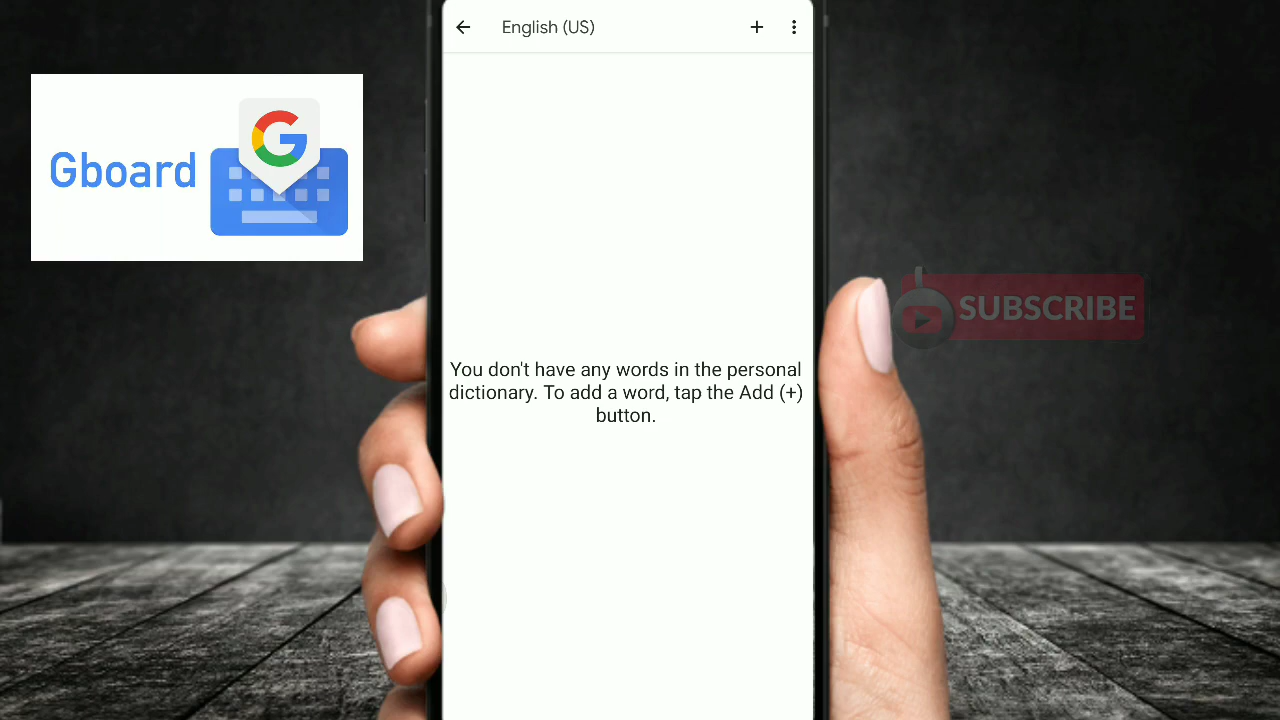 English (US)
Gboard
SUBSCRIBE
You don't have any words in the personal
dictionary. To add a word, tap the Add (+)
button.